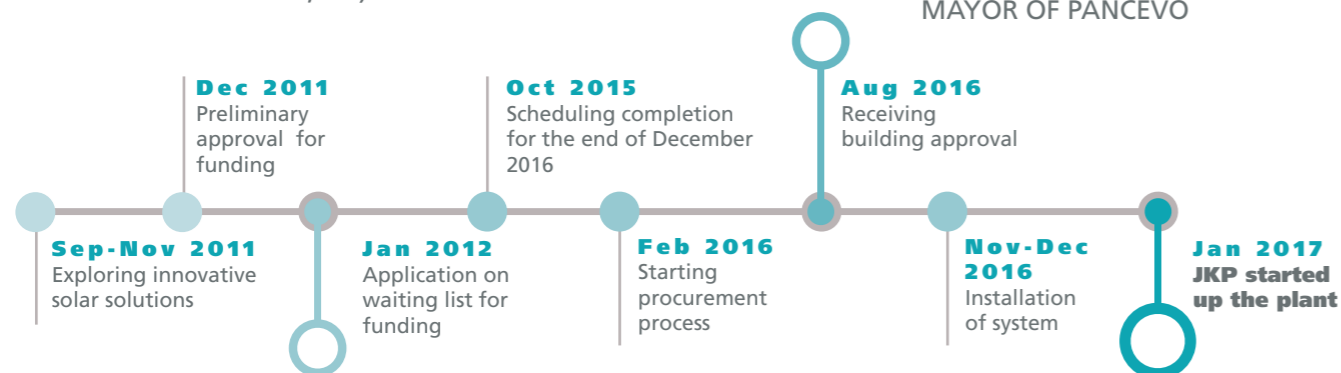 MAYOR OF PANCEVO
Dec 2011
Preliminary
approval for
funding
Oct 2015
Scheduling completion
for the end of December
2016
Aug 2016
Receiving
building approval
Sep-Nov 2011
Exploring innovative
solar solutions
Jan 2012
Application on
waiting list for
funding
Feb 2016
Starting
procurement
process
Nov-Dec
2016
Installation
of system
Jan 2017
JKP started
up the plant